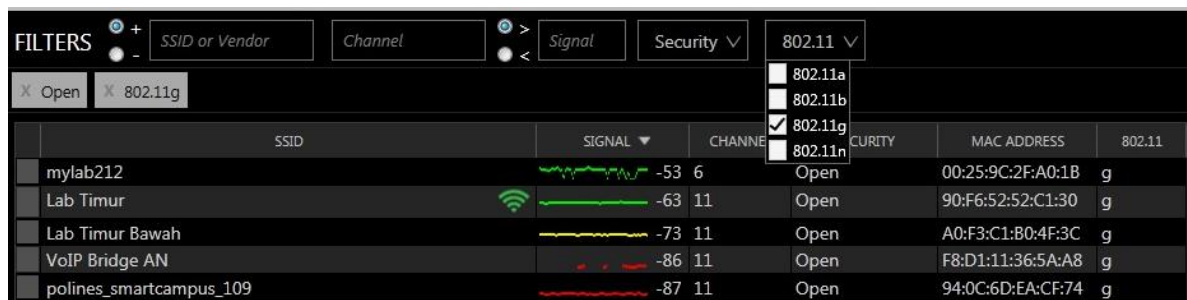 FILTERS + - SSID or Vendor Channel > < Signal Security 802.11
802.11a
802.11b
802.11g
802.11n
X Open X 802.11g
SSID SIGNAL CHANNE CURITY MAC ADDRESS 802.11
mylab212 -53 6 Open 00:25:9C:2F:A0:1B g
Lab Timur -63 11 Open 90:F6:52:52:C1:30 g
Lab Timur Bawah -73 11 Open A0:F3:C1:B0:4F:3C g
VoIP Bridge AN -86 11 Open F8:D1:11:36:5A:A8 g
polines_smartcampus_109 -87 11 Open 94:0C:6D:EA:CF:74 g